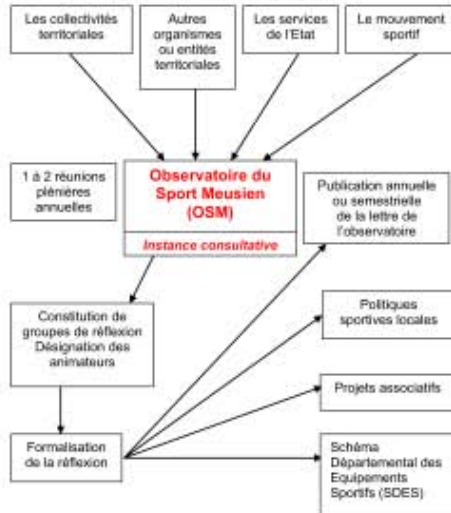 Les collectivités
territoriales
Autres
organismes
ou entités
territoriales
Les services
de l'Etat
Le mouvement
sportif
1 à 2 réunions
plénières
annuelles
Observatoire du
Sport Meusien
(OSM)
Instance consultative
Publication annuelle
ou semestrielle
de la lettre de
l'observatoire
Constitution de
groupes de réflexion
Désignation des
animateurs
Politiques
sportives locales
Projets associatifs
Formalisation
de la réflexion
Schéma
Départemental des
Equipements
Sportifs (SDES)